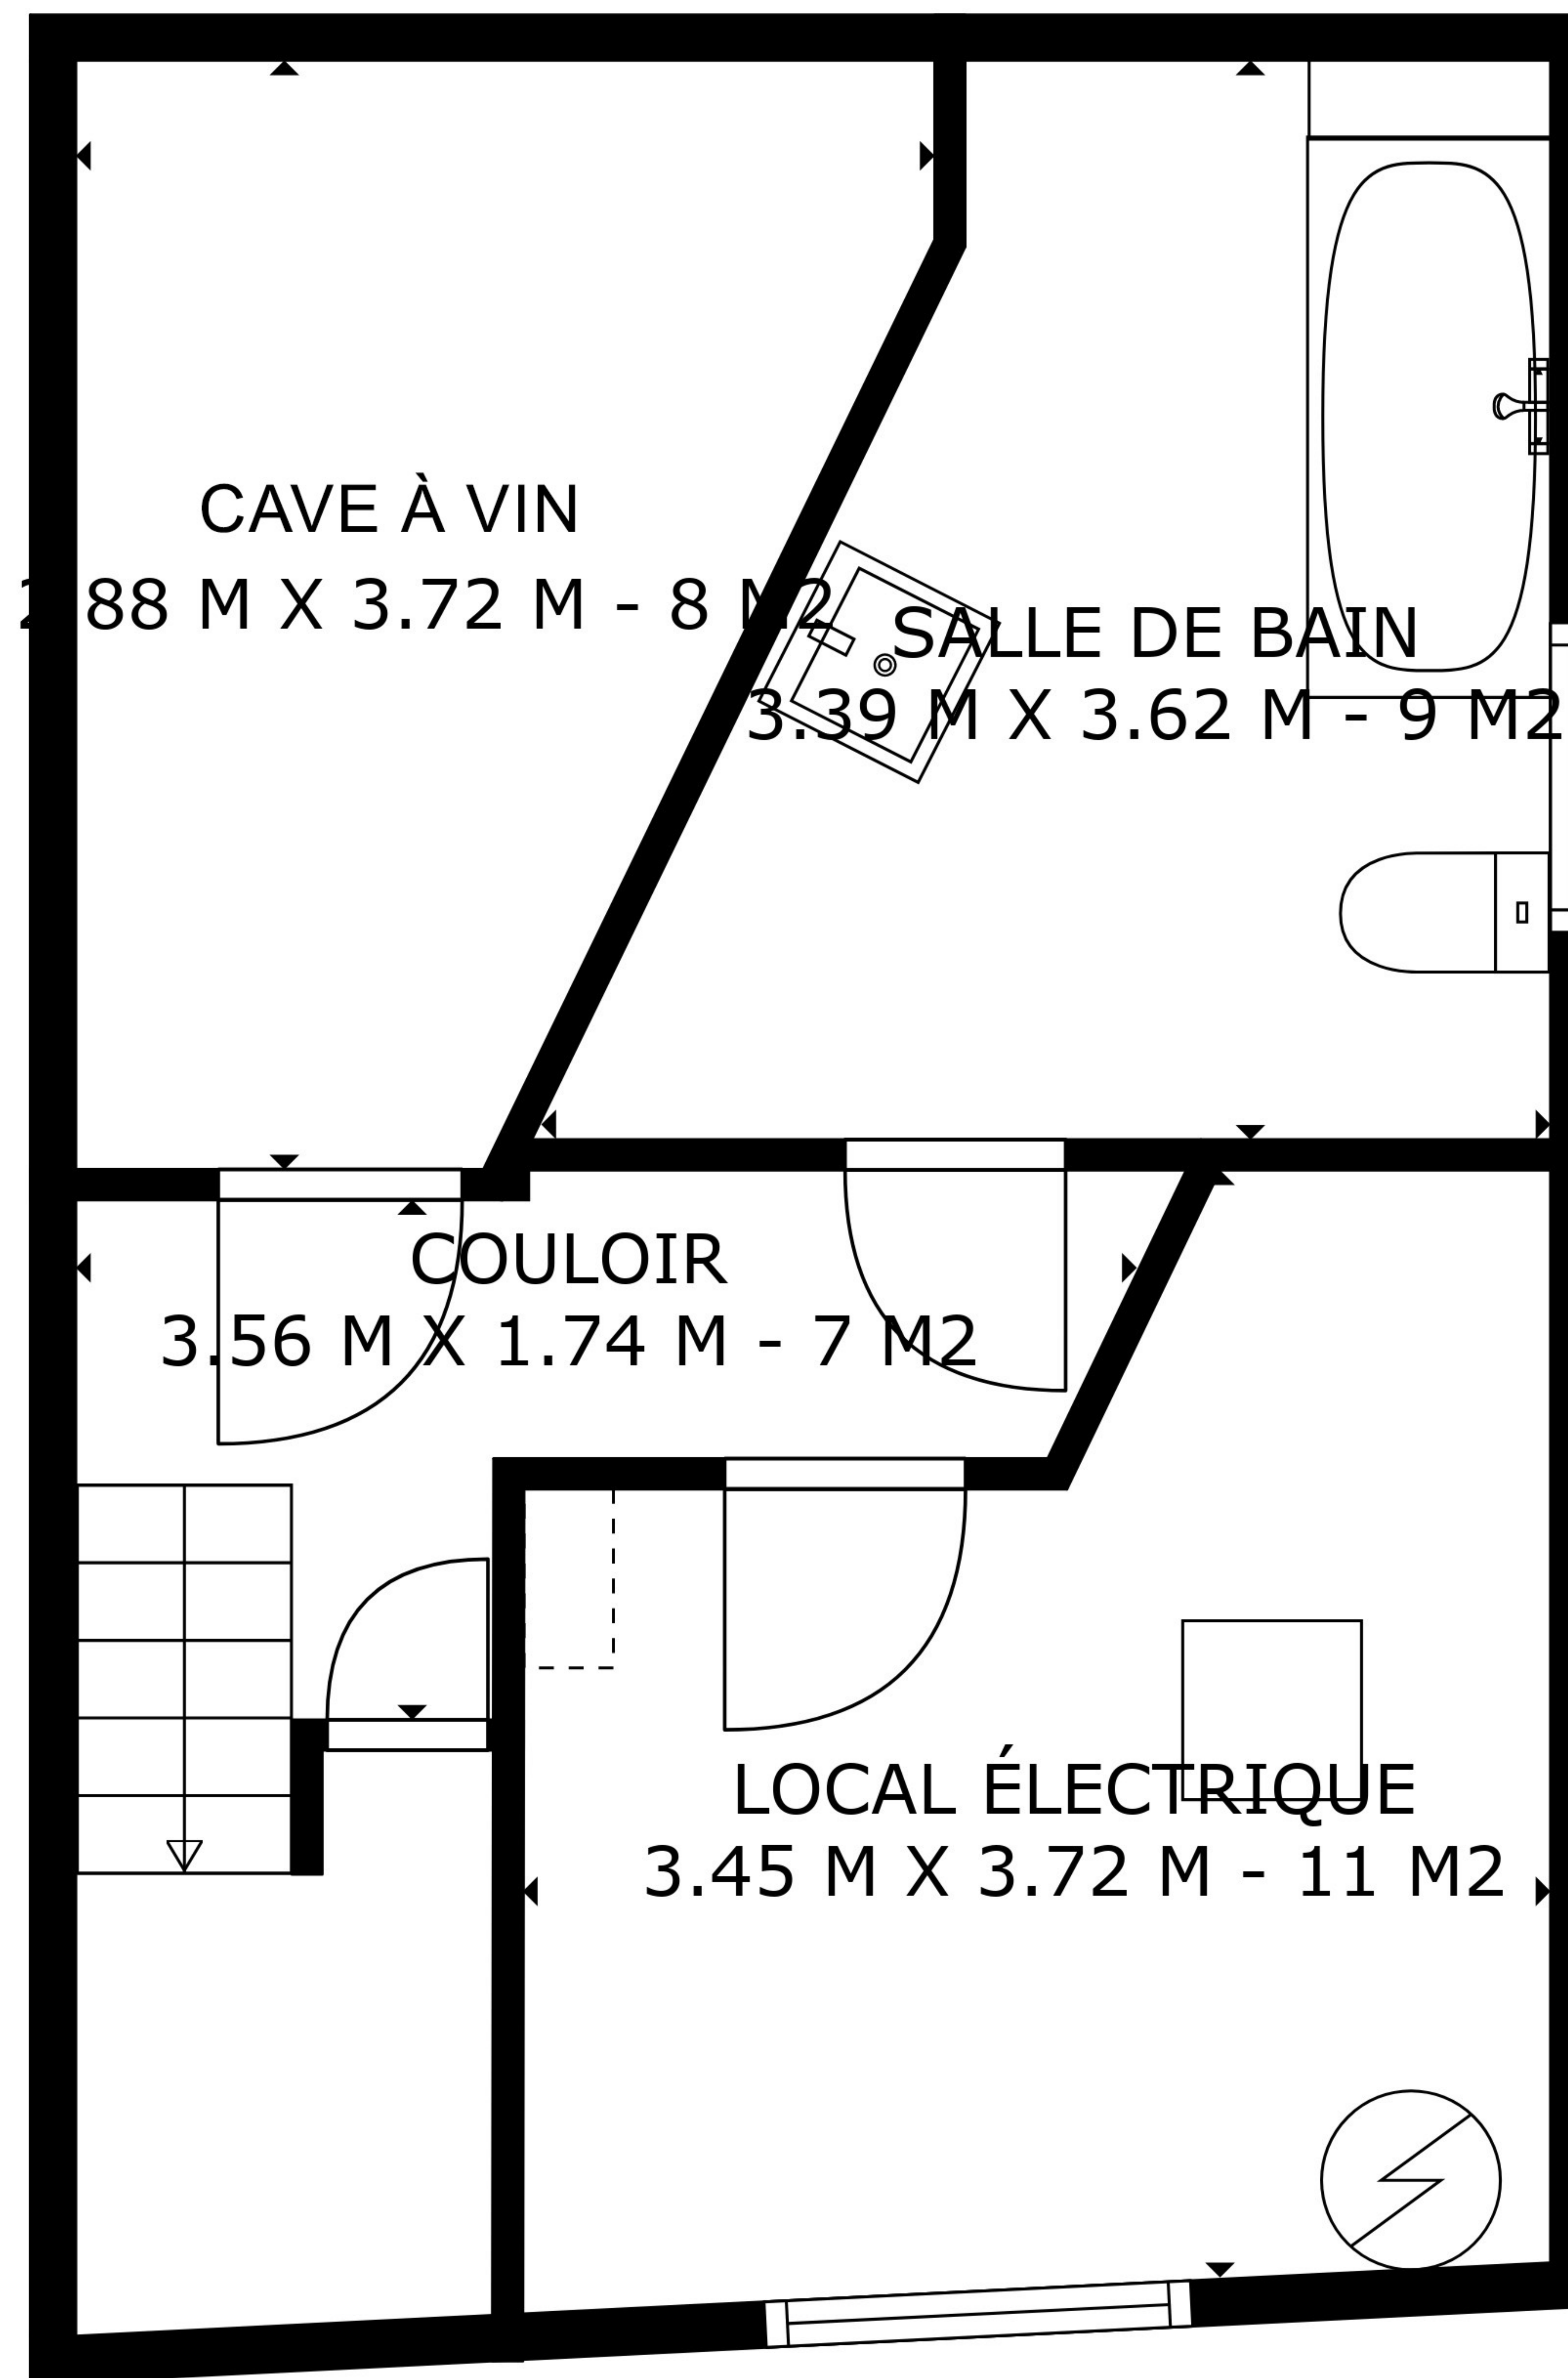 CAVE À VIN
2.88 M X 3.72 M - 8 M2
SALLE DE BAIN
3.39 M X 3.62 M - 9 M2
COULOIR
3.56 M X 1.74 M - 7 M2
LOCAL ÉLECTRIQUE
3.45 M X 3.72 M - 11 M2